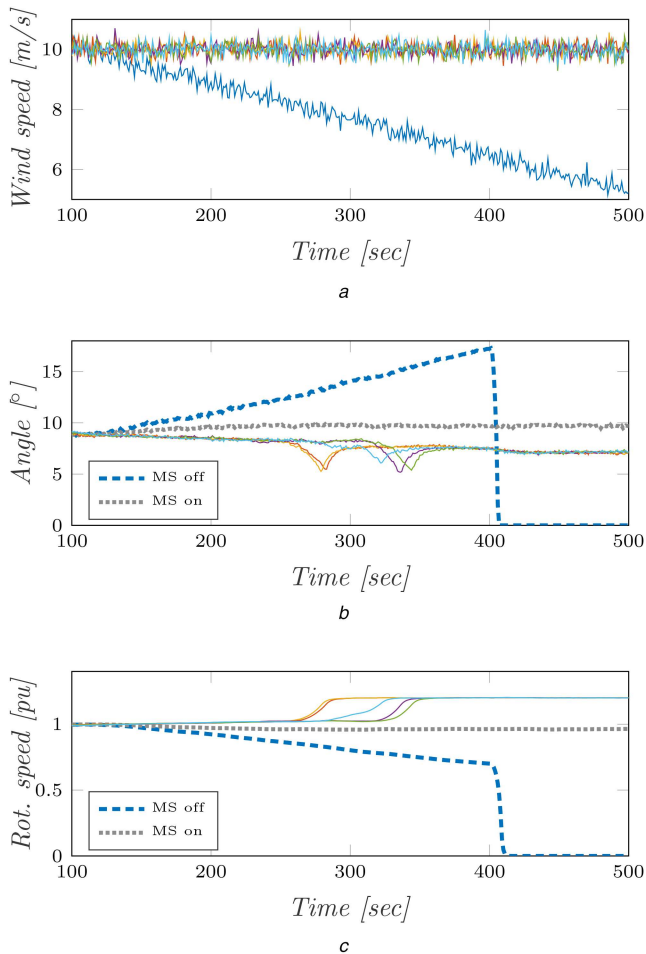 Wind speed [m/s]
10
8
6
100 200 300 400 500
Time [sec]
a
Angle [°]
15
10
5
0
MS off
MS on
100 200 300 400 500
Time [sec]
b
Rot. speed [pu]
1
0.5
0
MS off
MS on
100 200 300 400 500
Time [sec]
c